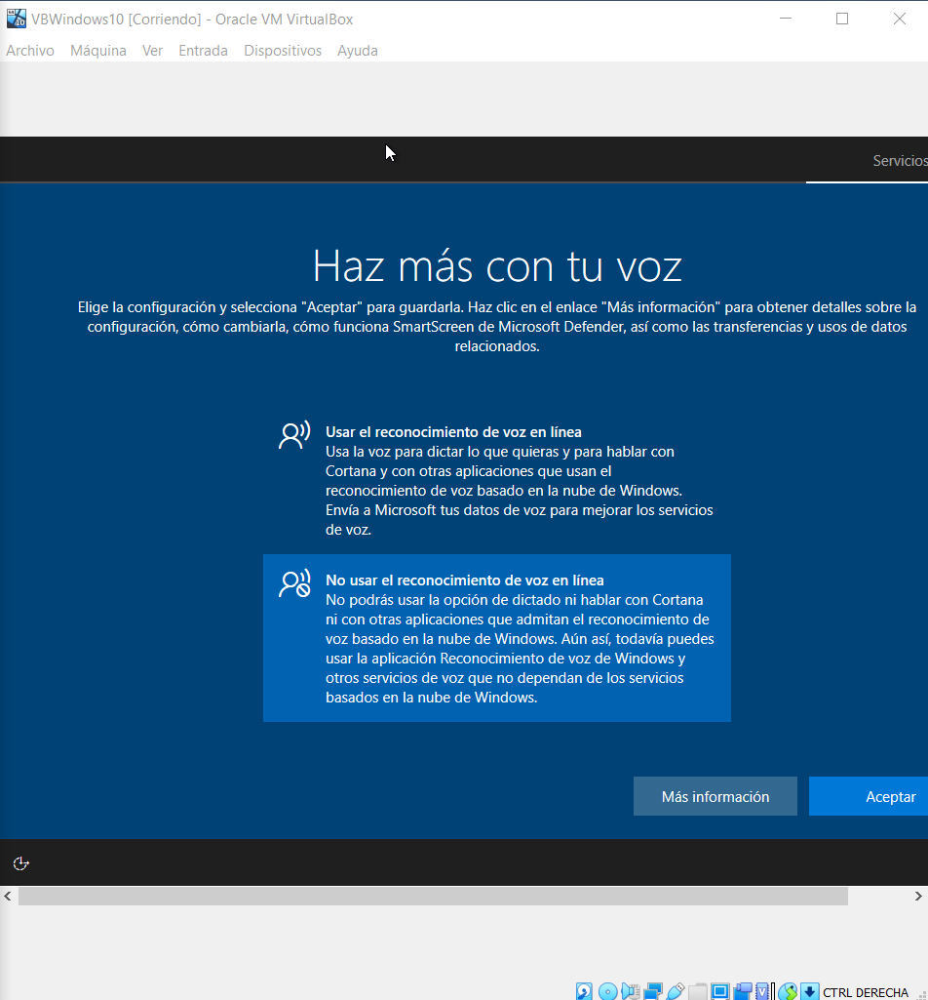 VBWindows10 [Corriendo] - Oracle VM VirtualBox
Archivo Máquina Ver Entrada Dispositivos Ayuda
Servicios
Haz más con tu voz
Elige la configuración y selecciona "Aceptar" para guardarla. Haz clic en el enlace "Más información" para obtener detalles sobre la
configuración, cómo cambiarla, cómo funciona SmartScreen de Microsoft Defender, así como las transferencias y usos de datos
relacionados.
Usar el reconocimiento de voz en línea
Usa la voz para dictar lo que quieras y para hablar con
Cortana y con otras aplicaciones que usan el
reconocimiento de voz basado en la nube de Windows.
Envía a Microsoft tus datos de voz para mejorar los servicios
de voz.
No usar el reconocimiento de voz en línea
No podrás usar la opción de dictado ni hablar con Cortana
ni con otras aplicaciones que admitan el reconocimiento de
voz basado en la nube de Windows. Aún así, todavía puedes
usar la aplicación Reconocimiento de voz de Windows y
otros servicios de voz que no dependan de los servicios
basados en la nube de Windows.
Más información Aceptar
CTRL DERECHA